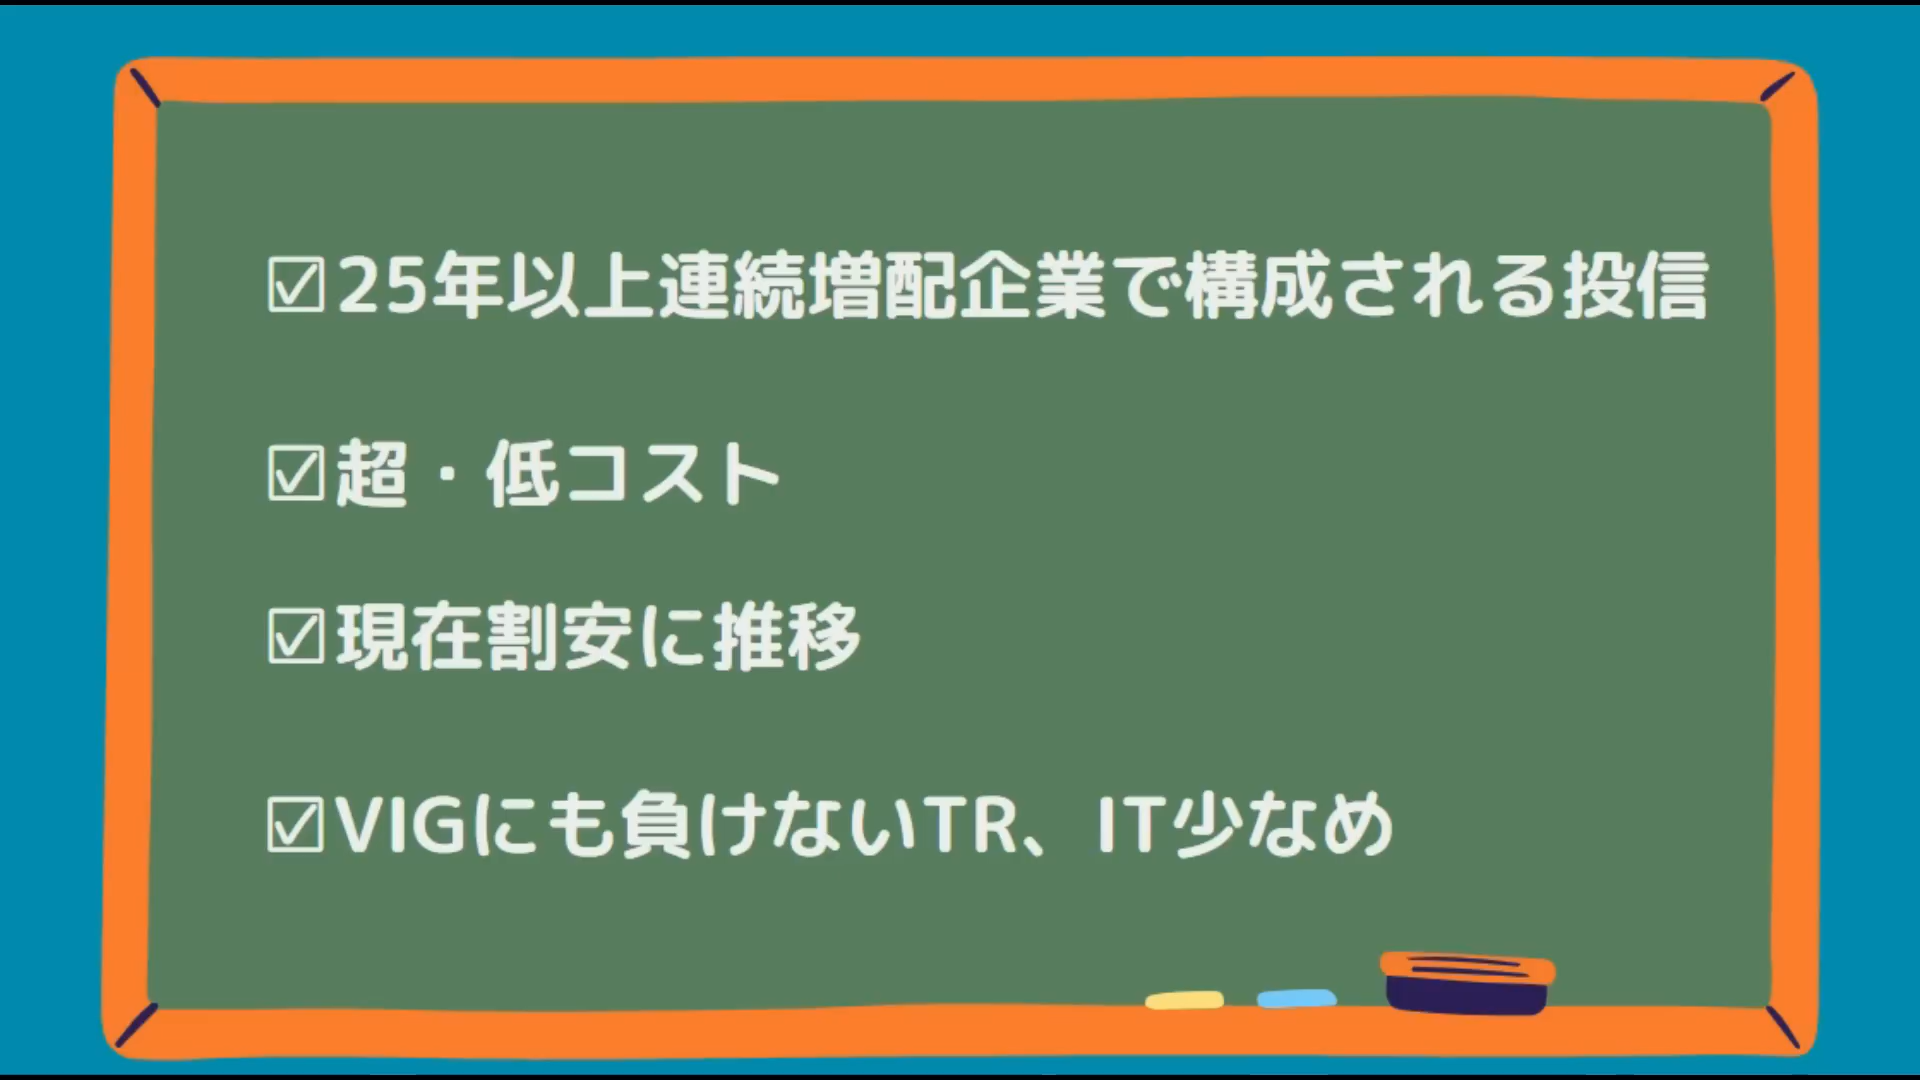 ☑25年以上連続増配企業で構成される投信
☑超・低コスト
☑現在割安に推移
☑VIGにも負けないTR、IT少なめ